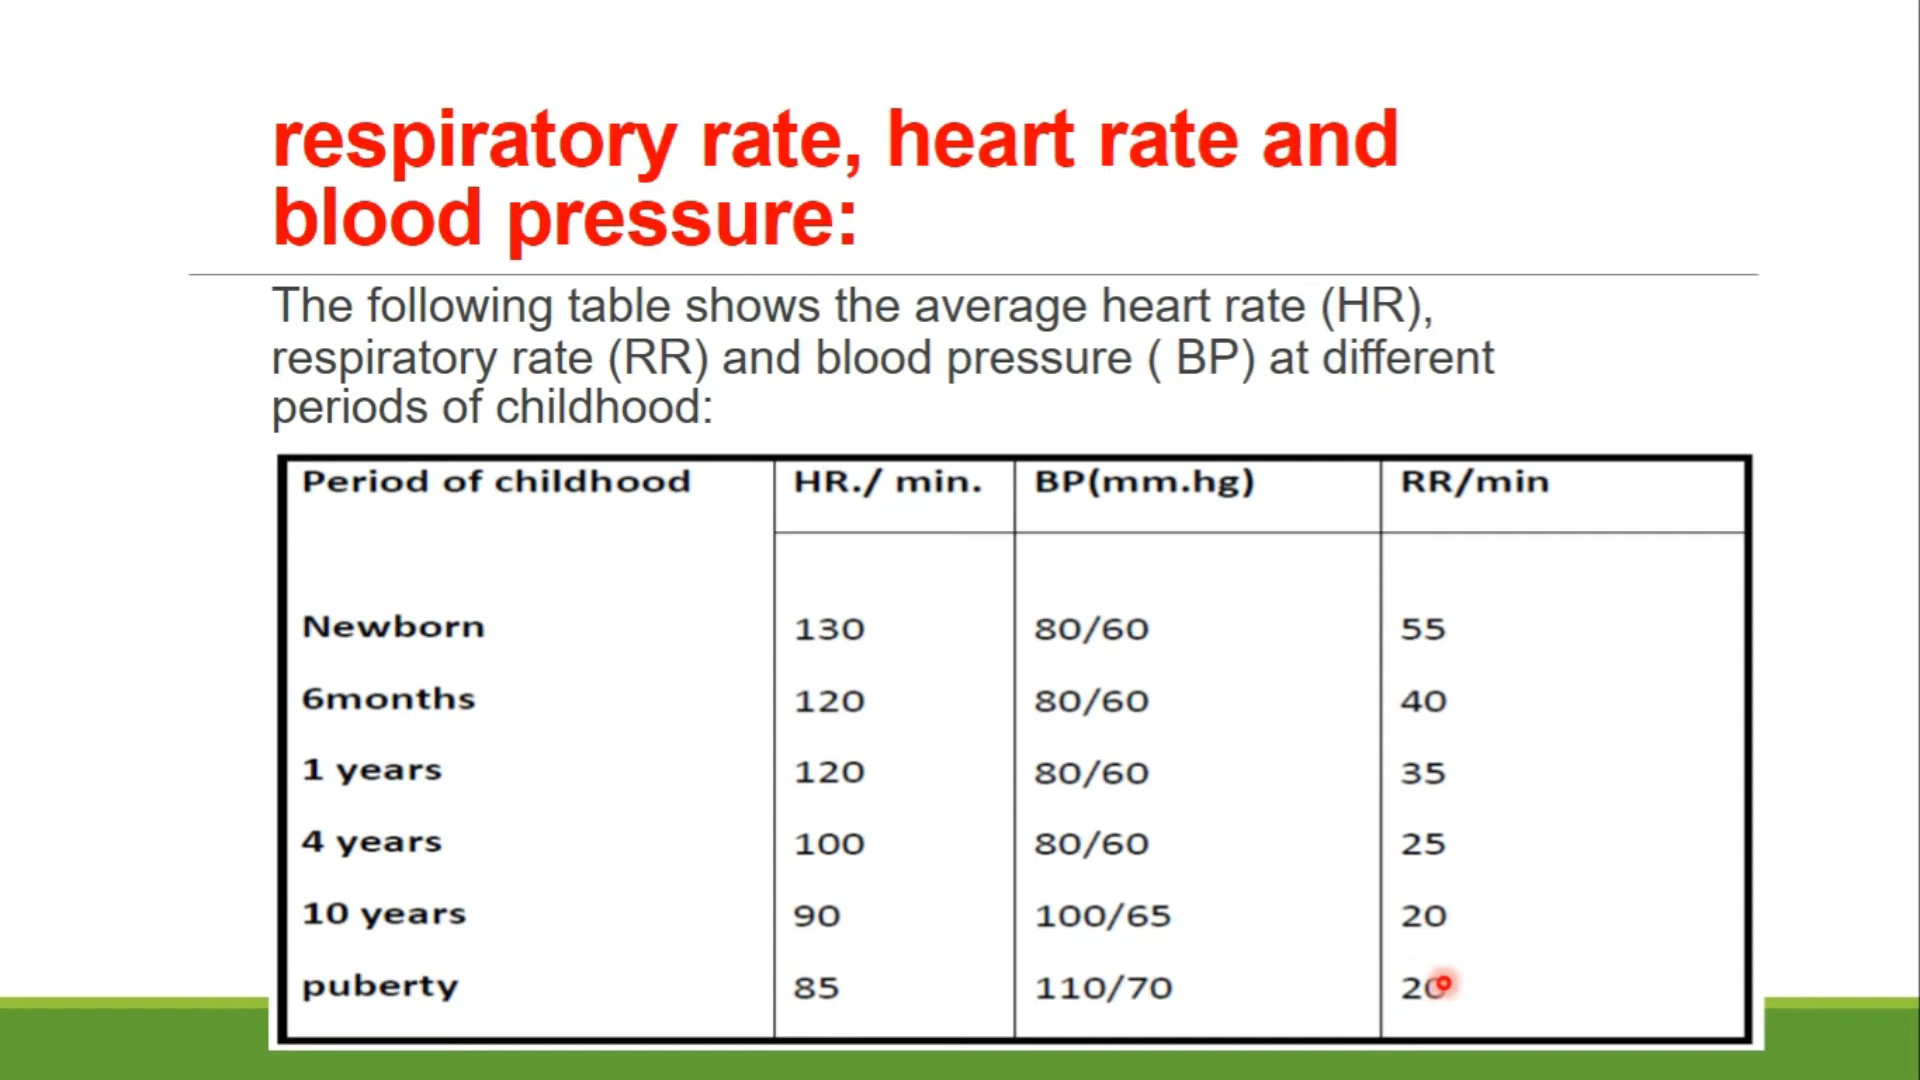 respiratory rate, heart rate and
blood pressure:
The following table shows the average heart rate (HR),
respiratory rate (RR) and blood pressure ( BP) at different
periods of childhood:
Period of childhood HR./ min. BP(mm.hg) RR/min
Newborn 130 80/60 55
6months 120 80/60 40
1 years 120 80/60 35
4 years 100 80/60 25
10 years 90 100/65 20
puberty 85 110/70 20